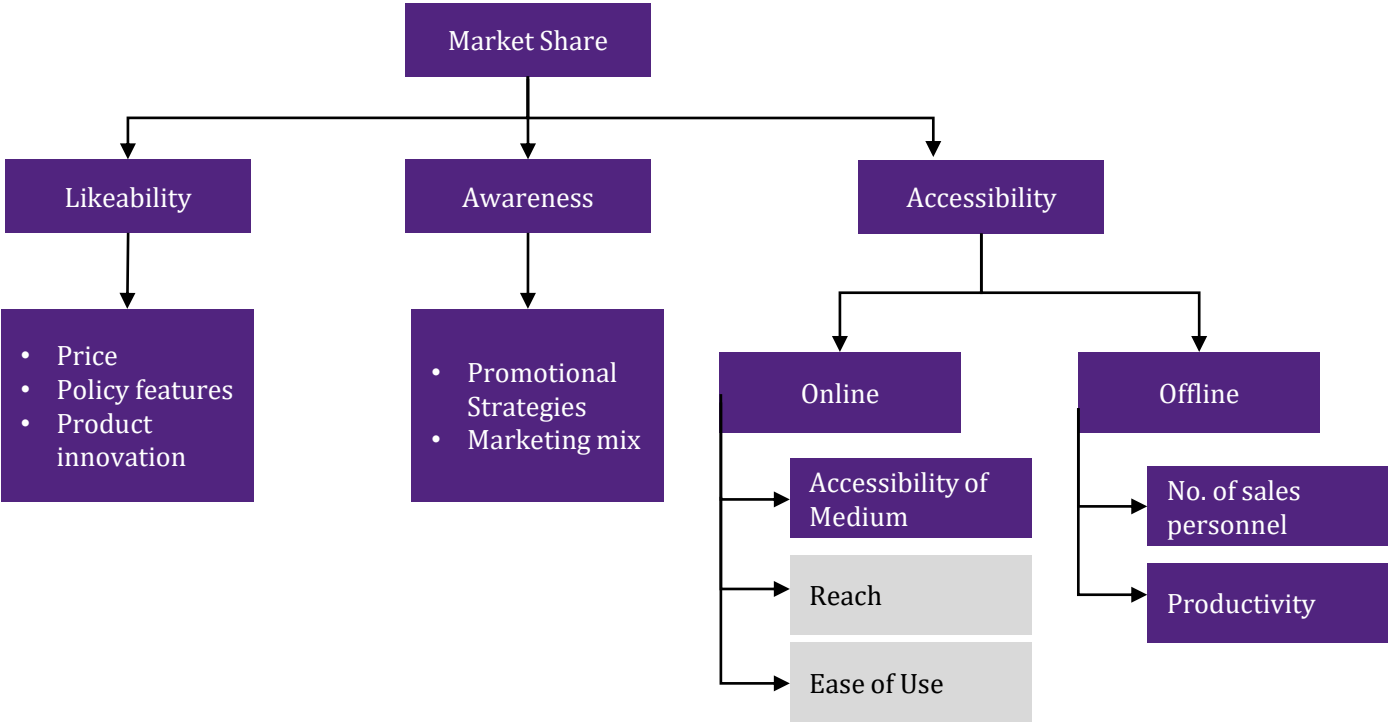 Market Share
Likeability
Awareness
Accessibility
• Price
• Policy features
• Product
innovation
• Promotional
Strategies
• Marketing mix
Online
Offline
Accessibility of
Medium
Reach
Ease of Use
No. of sales
personnel
Productivity